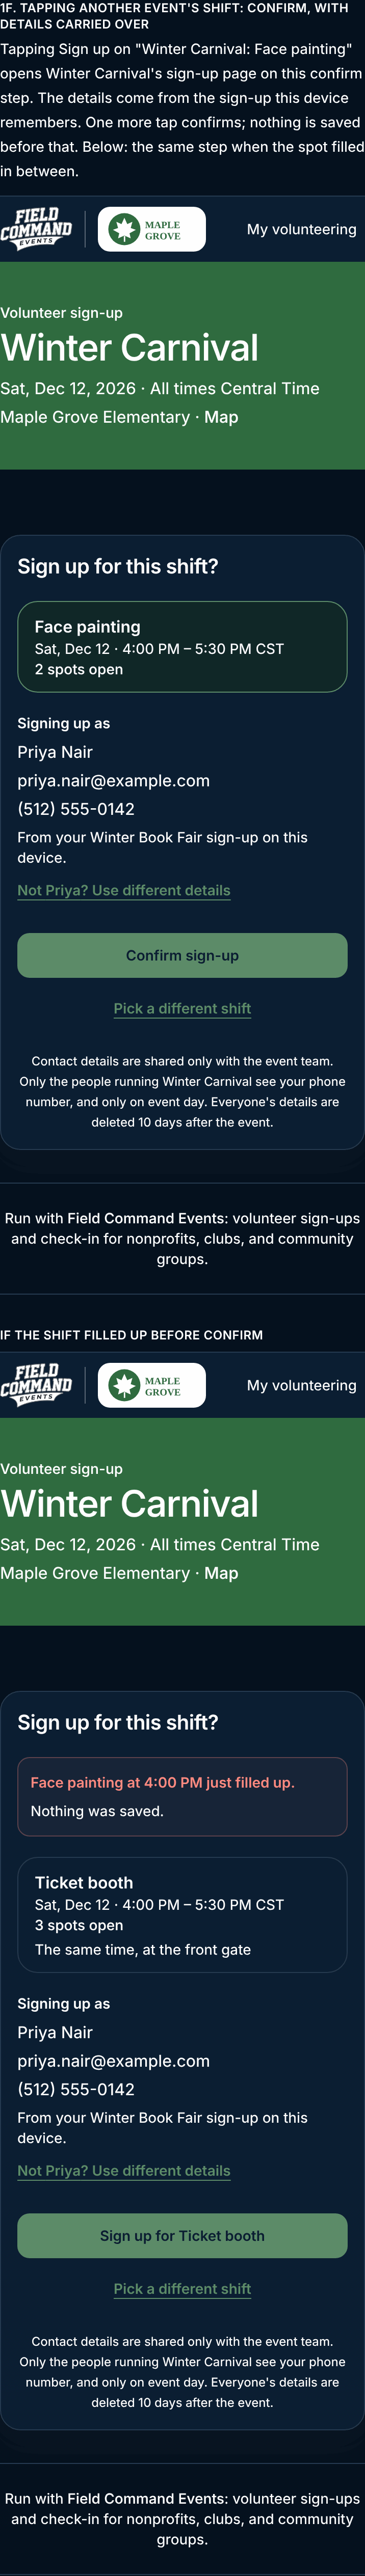 1F. TAPPING ANOTHER EVENT'S SHIFT: CONFIRM, WITH
DETAILS CARRIED OVER
Tapping Sign up on "Winter Carnival: Face painting"
opens Winter Carnival's sign-up page on this confirm
step. The details come from the sign-up this device
remembers. One more tap confirms; nothing is saved
before that. Below: the same step when the spot filled
in between.
FIELD
COMMAND
EVENTS
MAPLE
GROVE
My volunteering
Volunteer sign-up
Winter Carnival
Sat, Dec 12, 2026 · All times Central Time
Maple Grove Elementary · Map
Sign up for this shift?
Face painting
Sat, Dec 12 · 4:00 PM – 5:30 PM CST
2 spots open
Signing up as
Priya Nair
priya.nair@example.com
(512) 555-0142
From your Winter Book Fair sign-up on this
device.
Not Priya? Use different details
Confirm sign-up
Pick a different shift
Contact details are shared only with the event team.
Only the people running Winter Carnival see your phone
number, and only on event day. Everyone's details are
deleted 10 days after the event.
Run with Field Command Events: volunteer sign-ups
and check-in for nonprofits, clubs, and community
groups.
IF THE SHIFT FILLED UP BEFORE CONFIRM
FIELD
COMMAND
EVENTS
MAPLE
GROVE
My volunteering
Volunteer sign-up
Winter Carnival
Sat, Dec 12, 2026 · All times Central Time
Maple Grove Elementary · Map
Sign up for this shift?
Face painting at 4:00 PM just filled up.
Nothing was saved.
Ticket booth
Sat, Dec 12 · 4:00 PM – 5:30 PM CST
3 spots open
The same time, at the front gate
Signing up as
Priya Nair
priya.nair@example.com
(512) 555-0142
From your Winter Book Fair sign-up on this
device.
Not Priya? Use different details
Sign up for Ticket booth
Pick a different shift
Contact details are shared only with the event team.
Only the people running Winter Carnival see your phone
number, and only on event day. Everyone's details are
deleted 10 days after the event.
Run with Field Command Events: volunteer sign-ups
and check-in for nonprofits, clubs, and community
groups.